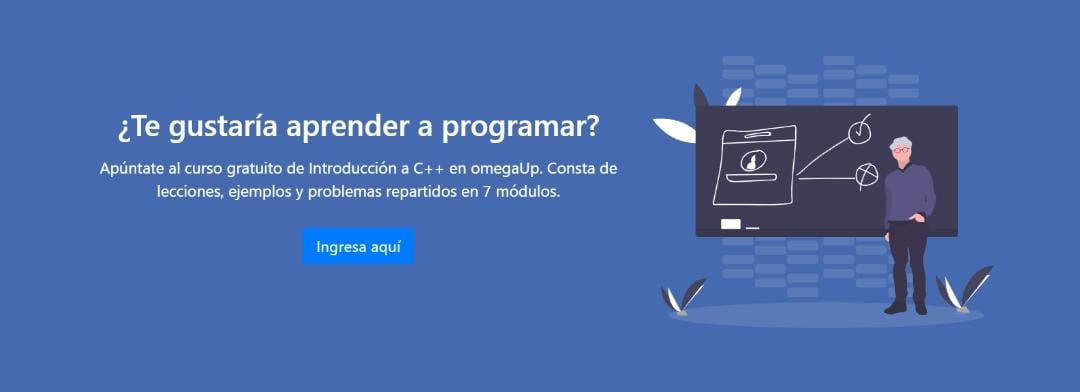 ¿Te gustaría aprender a programar?
Apúntate al curso gratuito de Introducción a C++ en omegaUp. Consta de
lecciones, ejemplos y problemas repartidos en 7 módulos.
Ingresa aquí